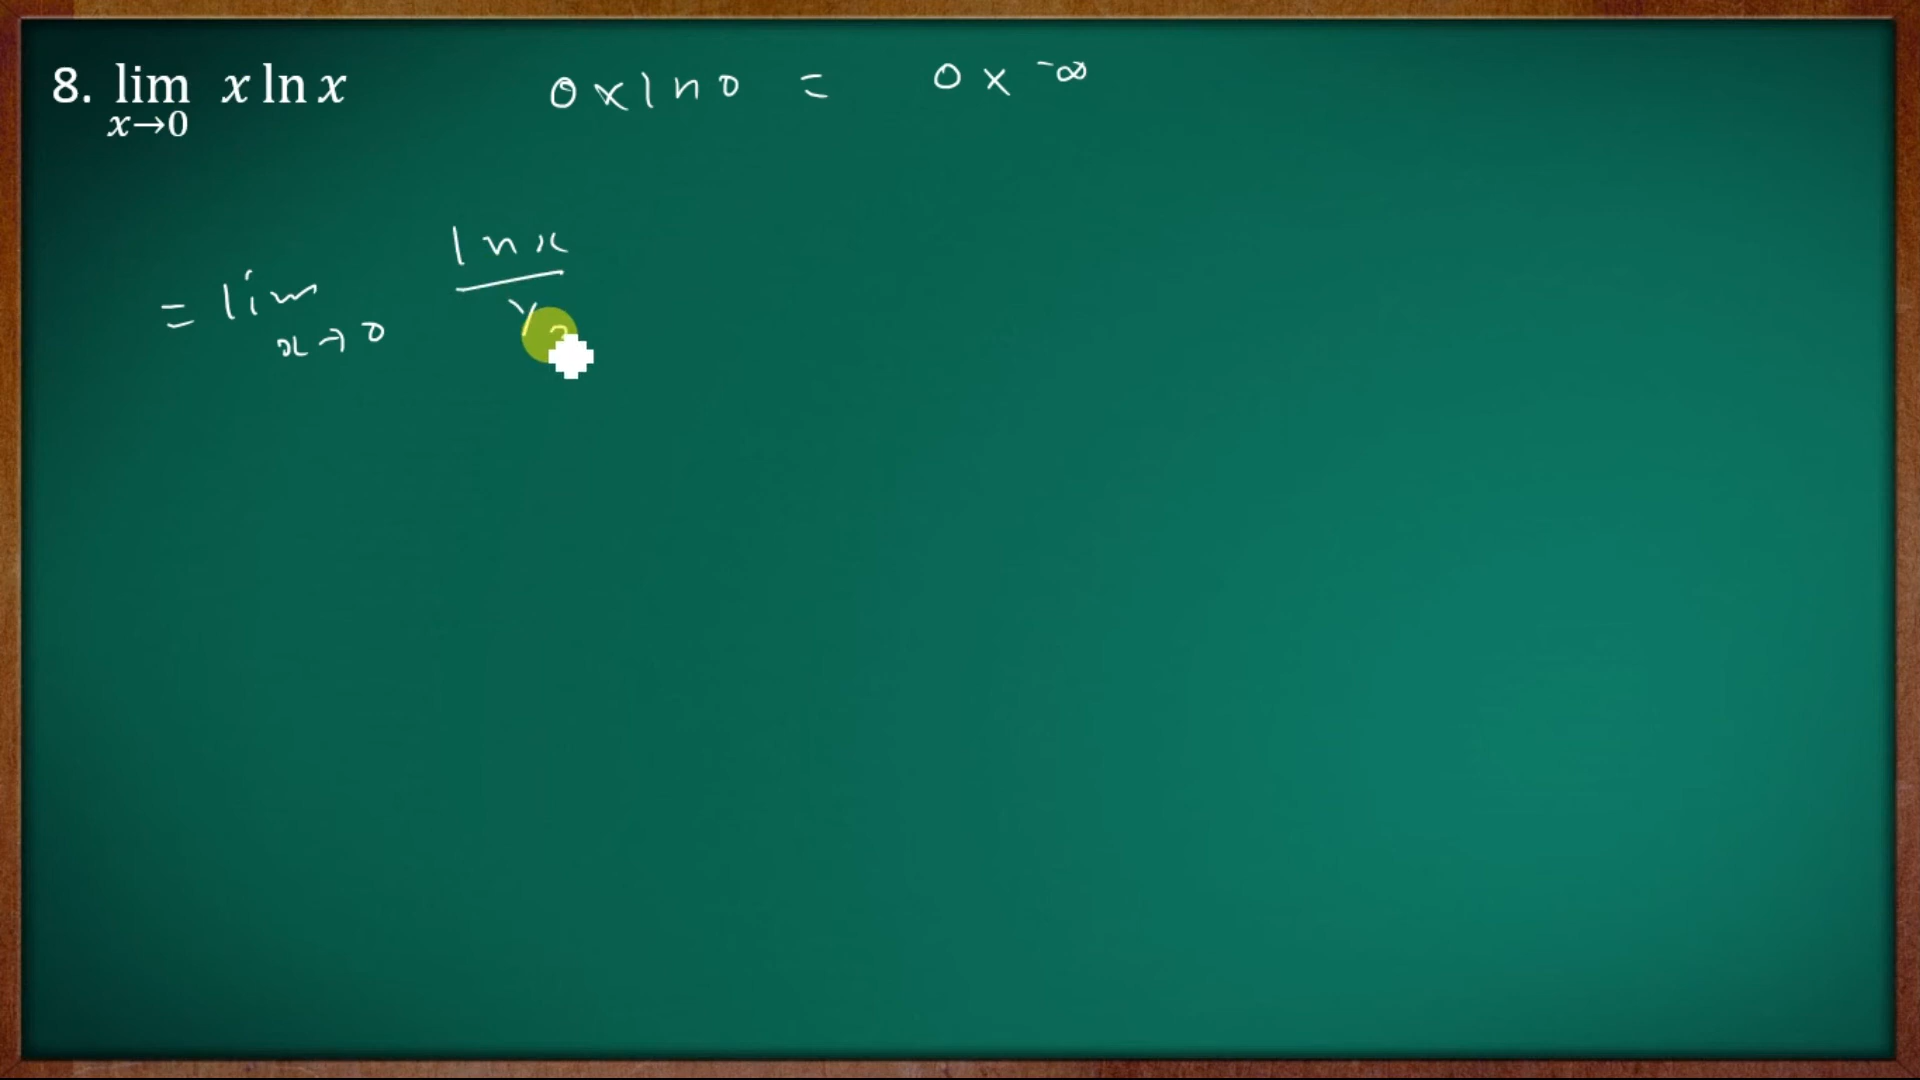 8. lim x→0 x ln x 0 x ln 0 = 0 x -∞
= lim x→0 ln x /